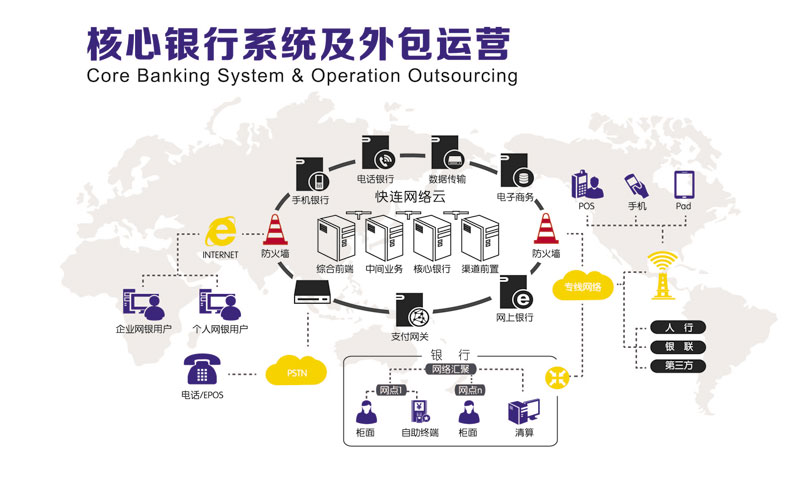 核心银行系统及外包运营
Core Banking System & Operation Outsourcing
电话银行
数据传输
手机银行
电子商务
快连网络云
POS
手机
Pad
INTERNET
防火墙
综合前端
中间业务
核心银行
渠道前置
防火墙
专线网络
企业网银用户
个人网银用户
支付网关
网上银行
人 行
银 联
第三方
电话/EPOS
PSTN
银 行
网络汇聚
网点1
网点n
柜面
自助终端
柜面
清算